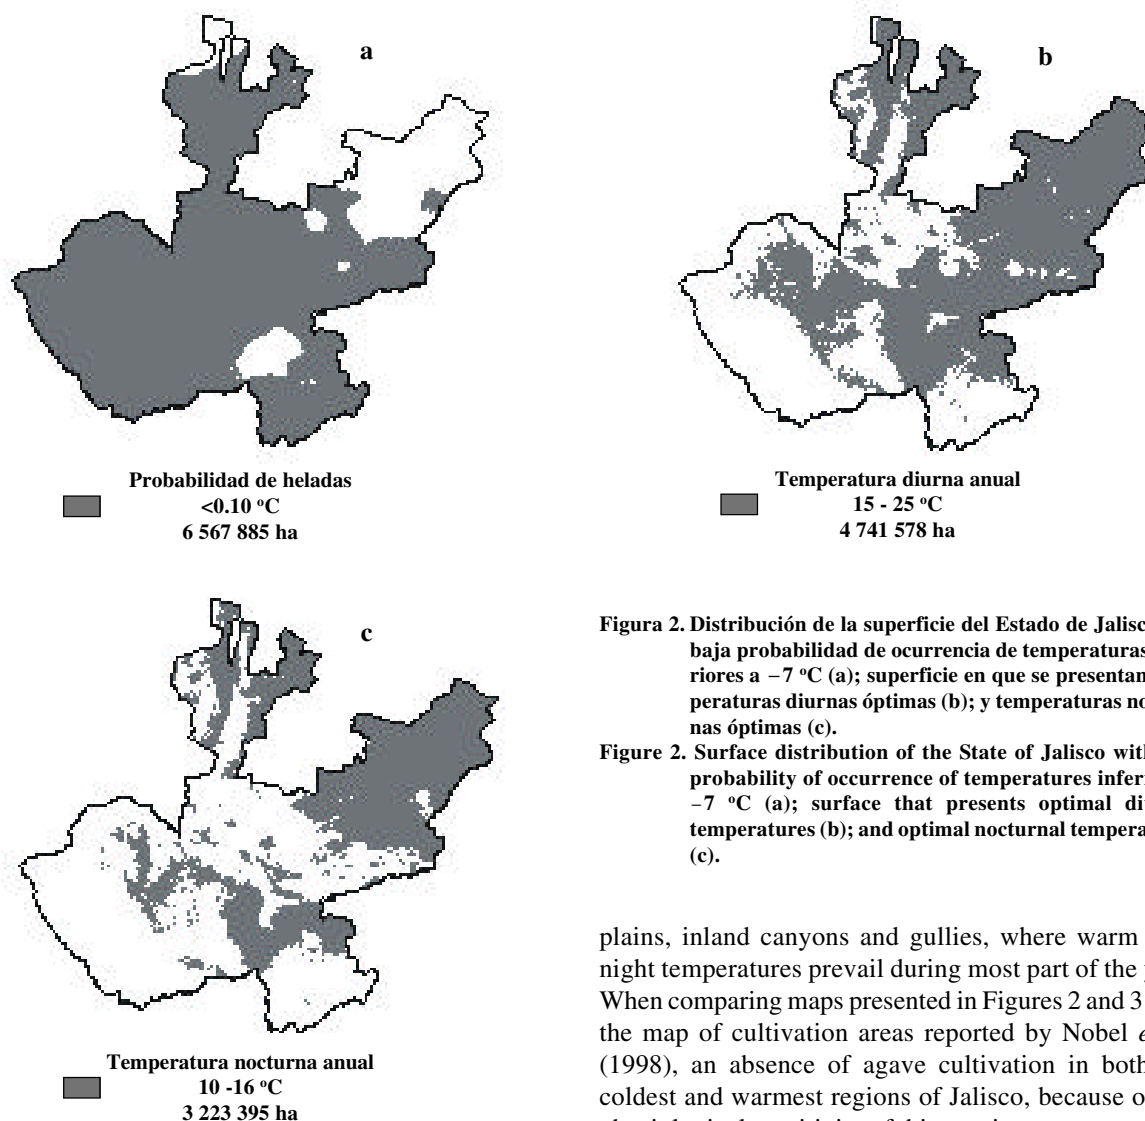 a
b
Probabilidad de heladas
<0.10 °C
6 567 885 ha
Temperatura diurna anual
15 - 25 °C
4 741 578 ha
c
Temperatura nocturna anual
10 -16 °C
3 223 395 ha
Figura 2. Distribución de la superficie del Estado de Jalisc
baja probabilidad de ocurrencia de temperaturas
riores a −7 °C (a); superficie en que se presentan
peraturas diurnas óptimas (b); y temperaturas no
nas óptimas (c).
Figure 2. Surface distribution of the State of Jalisco with
probability of occurrence of temperatures infer
−7 °C (a); surface that presents optimal di
temperatures (b); and optimal nocturnal tempera
(c).
plains, inland canyons and gullies, where warm
night temperatures prevail during most part of the
When comparing maps presented in Figures 2 and 3
the map of cultivation areas reported by Nobel e
(1998), an absence of agave cultivation in both
coldest and warmest regions of Jalisco, because o